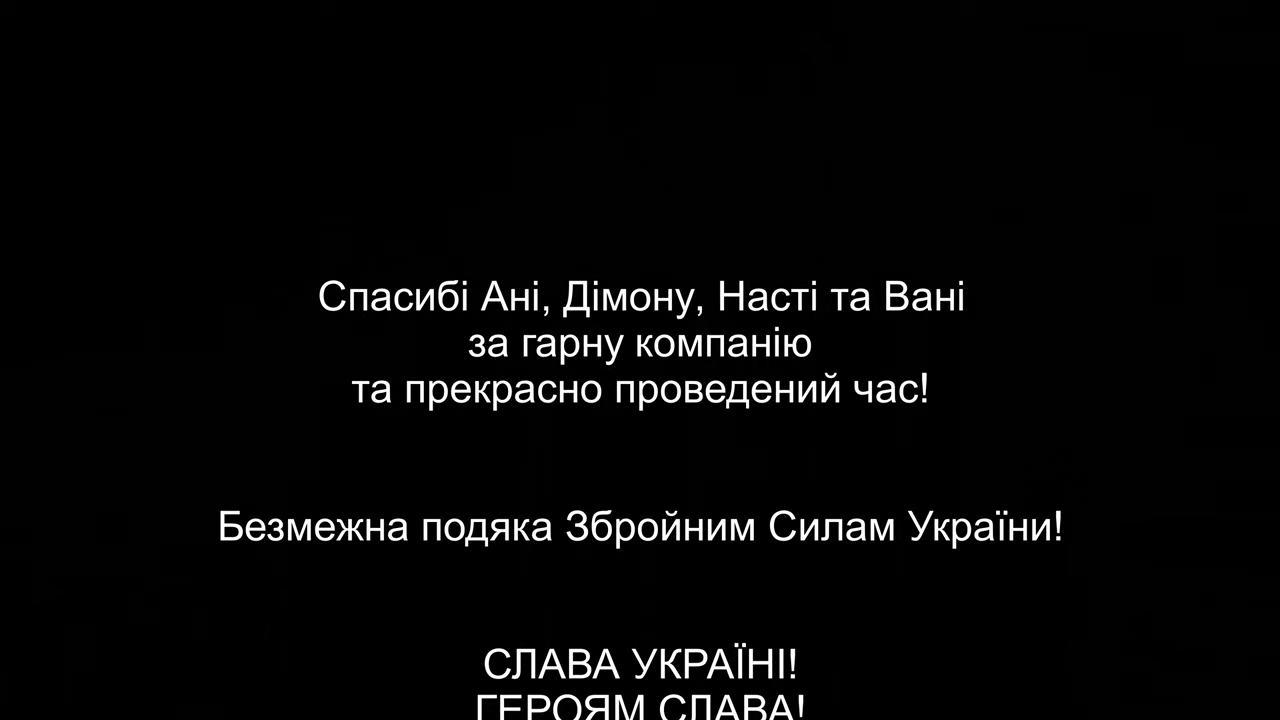 Спасибі Ані, Дімону, Насті та Вані
за гарну компанію
та прекрасно проведений час!
Безмежна подяка Збройним Силам України!
СЛАВА УКРАЇНІ!
ГЕРОЯМ СЛАВА!